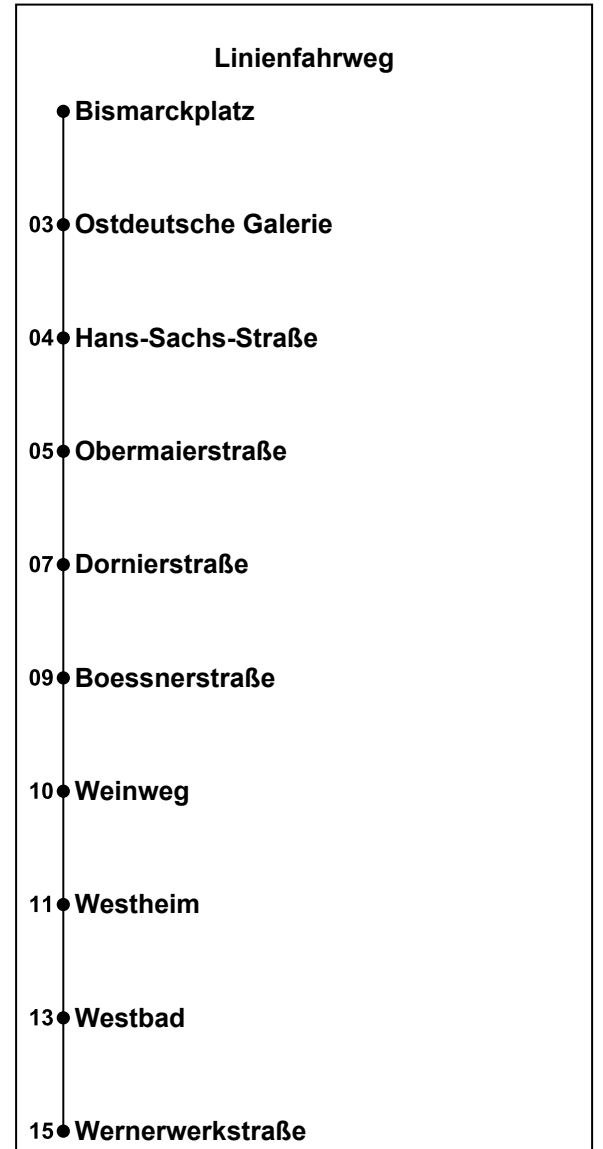 Linienfahrweg
Bismarckplatz
03 Ostdeutsche Galerie
04 Hans-Sachs-Straße
05 Obermaierstraße
07 Dornierstraße
09 Boessnerstraße
10 Weinweg
11 Westheim
13 Westbad
15 Wernerwerkstraße